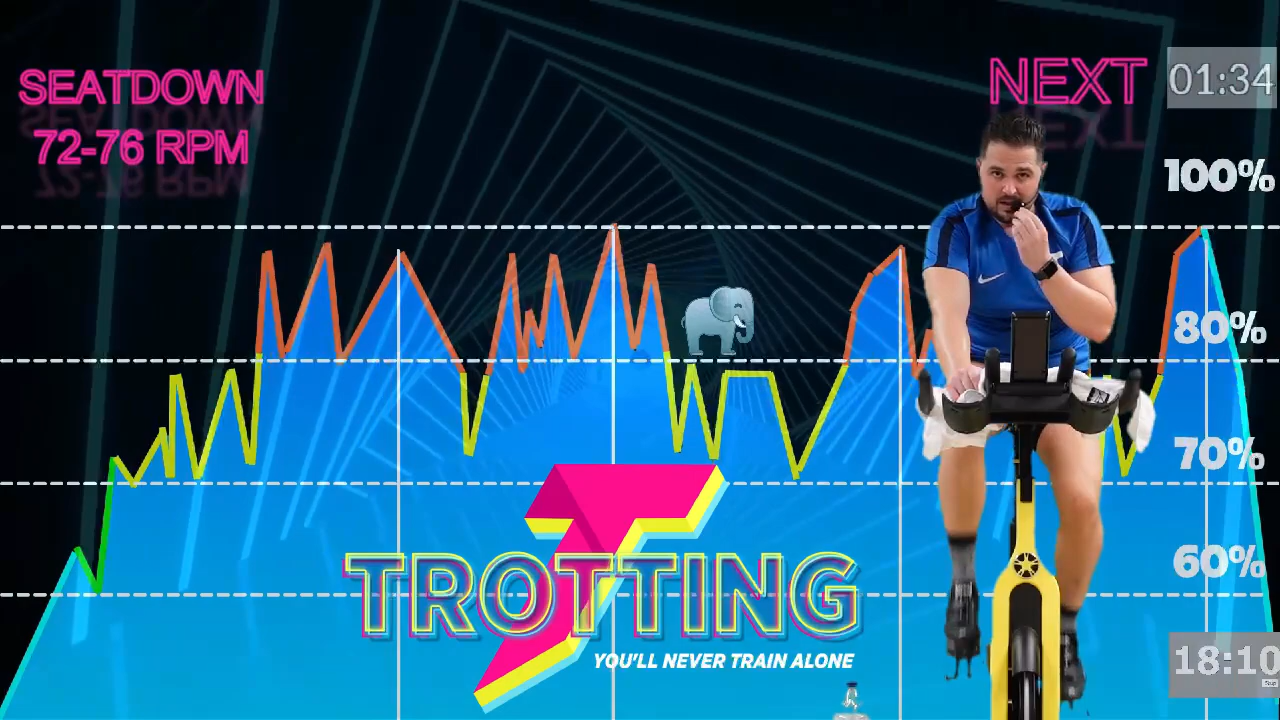 SEATDOWN
72-76 RPM
NEXT
01:34
100%
80%
70%
60%
TROTTING
YOU'LL NEVER TRAIN ALONE
18:10